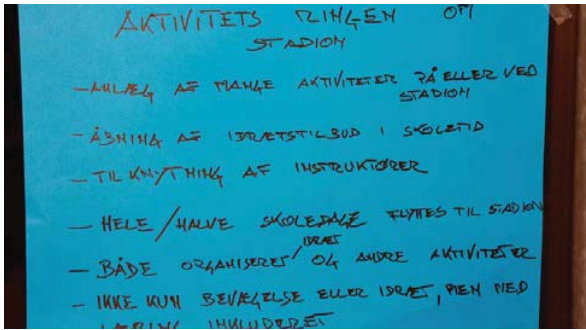 AKTIVITETS RINGEN OM
STADION
- ANLÆG AF MANGE AKTIVITETER PÅ ELLER VED
STADION
- ÅBNING AF IDRÆTSTILBUD I SKOLETID
- TILKNYTNING AF INSTRUKTØRER
- HELE/HALVE SKOLEDAGE FLYTTES TIL STADION
- BÅDE ORGANISERET/IDRÆT OG ANDRE AKTIVITETER
- IKKE KUN BEVÆGELSE ELLER IDRÆT, MEN MED
LÆRING INKLUDERET